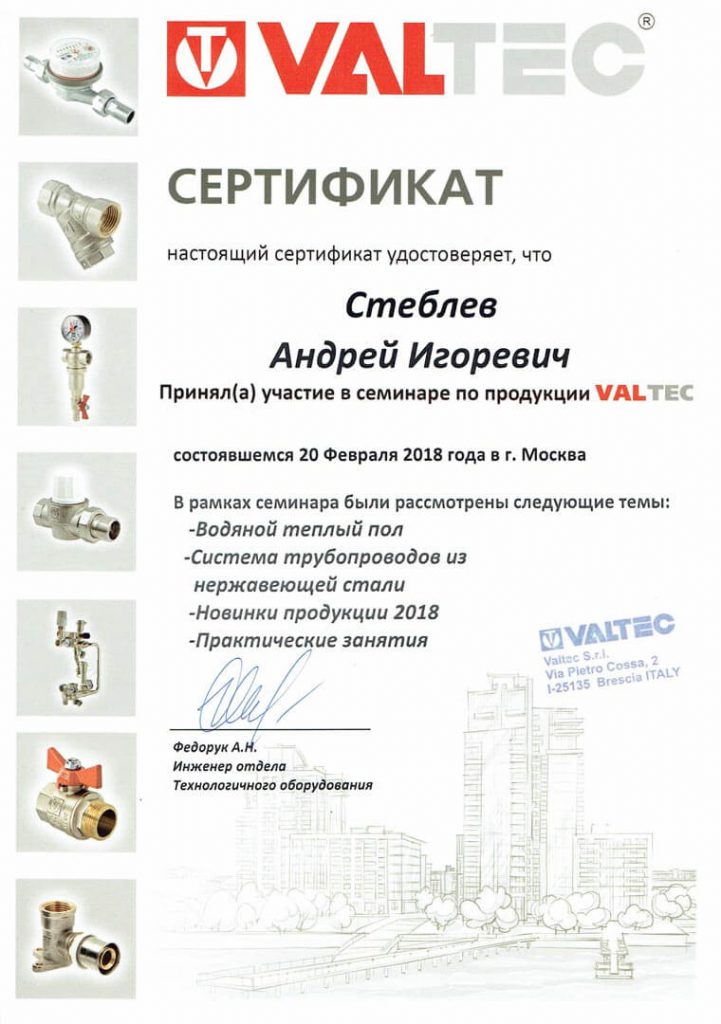 VALTEC®
СЕРТИФИКАТ
настоящий сертификат удостоверяет, что
Стеблев
Андрей Игоревич
Принял(а) участие в семинаре по продукции VALTEC
состоявшемся 20 Февраля 2018 года в г. Москва
В рамках семинара были рассмотрены следующие темы:
-Водяной теплый пол
-Система трубопроводов из
нержавеющей стали
-Новинки продукции 2018
-Практические занятия
VALTEC
Valtec S.r.l.
Via Pietro Cossa, 2
I-25135 Brescia ITALY
Федорук А.Н.
Инженер отдела
Технологичного оборудования